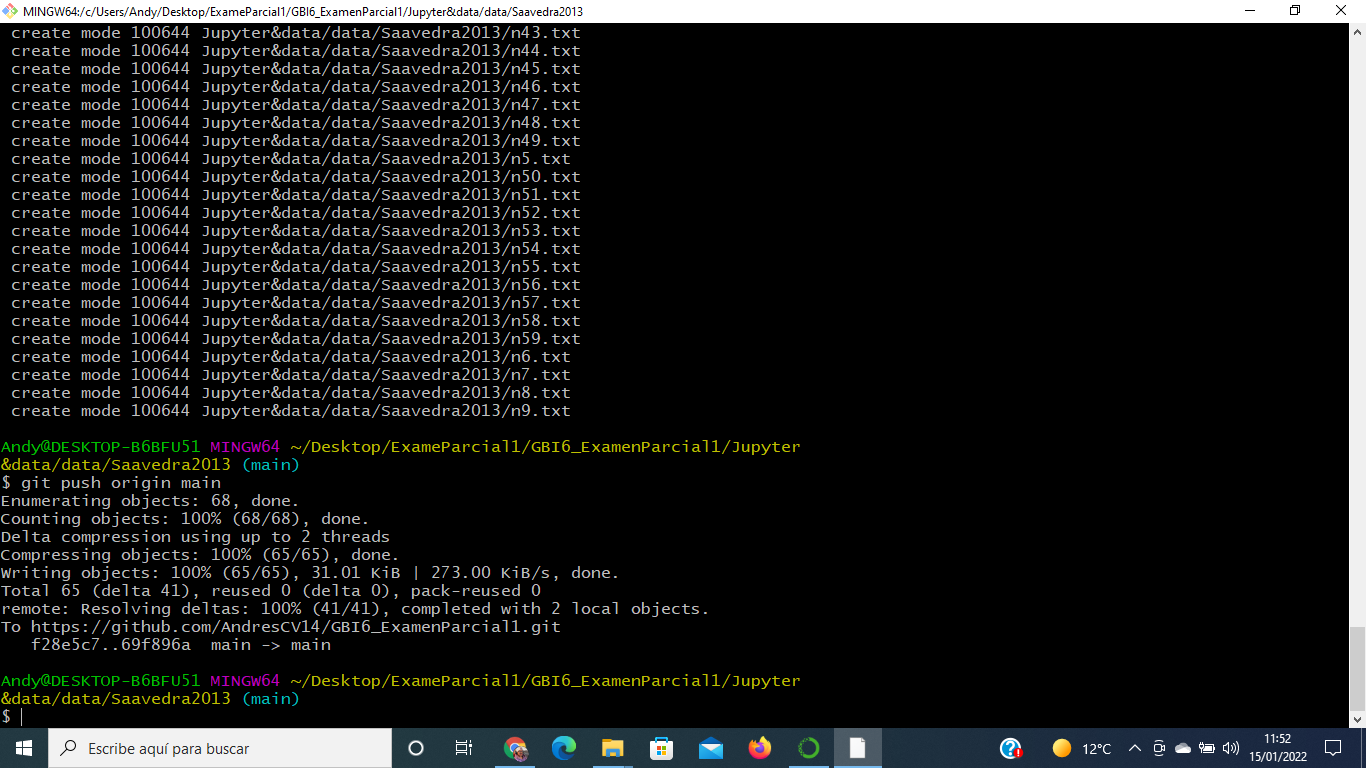 MINGW64:/c/Users/Andy/Desktop/ExameParcial1/GBI6_ExamenParcial1/Jupyter&data/data/Saavedra2013
create mode 100644 Jupyter&data/data/Saavedra2013/n43.txt
create mode 100644 Jupyter&data/data/Saavedra2013/n44.txt
create mode 100644 Jupyter&data/data/Saavedra2013/n45.txt
create mode 100644 Jupyter&data/data/Saavedra2013/n46.txt
create mode 100644 Jupyter&data/data/Saavedra2013/n47.txt
create mode 100644 Jupyter&data/data/Saavedra2013/n48.txt
create mode 100644 Jupyter&data/data/Saavedra2013/n49.txt
create mode 100644 Jupyter&data/data/Saavedra2013/n5.txt
create mode 100644 Jupyter&data/data/Saavedra2013/n50.txt
create mode 100644 Jupyter&data/data/Saavedra2013/n51.txt
create mode 100644 Jupyter&data/data/Saavedra2013/n52.txt
create mode 100644 Jupyter&data/data/Saavedra2013/n53.txt
create mode 100644 Jupyter&data/data/Saavedra2013/n54.txt
create mode 100644 Jupyter&data/data/Saavedra2013/n55.txt
create mode 100644 Jupyter&data/data/Saavedra2013/n56.txt
create mode 100644 Jupyter&data/data/Saavedra2013/n57.txt
create mode 100644 Jupyter&data/data/Saavedra2013/n58.txt
create mode 100644 Jupyter&data/data/Saavedra2013/n59.txt
create mode 100644 Jupyter&data/data/Saavedra2013/n6.txt
create mode 100644 Jupyter&data/data/Saavedra2013/n7.txt
create mode 100644 Jupyter&data/data/Saavedra2013/n8.txt
create mode 100644 Jupyter&data/data/Saavedra2013/n9.txt
Andy@DESKTOP-B6BFU51 MINGW64 ~/Desktop/ExameParcial1/GBI6_ExamenParcial1/Jupyter
&data/data/Saavedra2013 (main)
$ git push origin main
Enumerating objects: 68, done.
Counting objects: 100% (68/68), done.
Delta compression using up to 2 threads
Compressing objects: 100% (65/65), done.
Writing objects: 100% (65/65), 31.01 KiB | 273.00 KiB/s, done.
Total 65 (delta 41), reused 0 (delta 0), pack-reused 0
remote: Resolving deltas: 100% (41/41), completed with 2 local objects.
To https://github.com/AndresCV14/GBI6_ExamenParcial1.git
f28e5c7..69f896a  main -> main
Andy@DESKTOP-B6BFU51 MINGW64 ~/Desktop/ExameParcial1/GBI6_ExamenParcial1/Jupyter
&data/data/Saavedra2013 (main)
$
Escribe aquí para buscar
12°C
11:52
15/01/2022